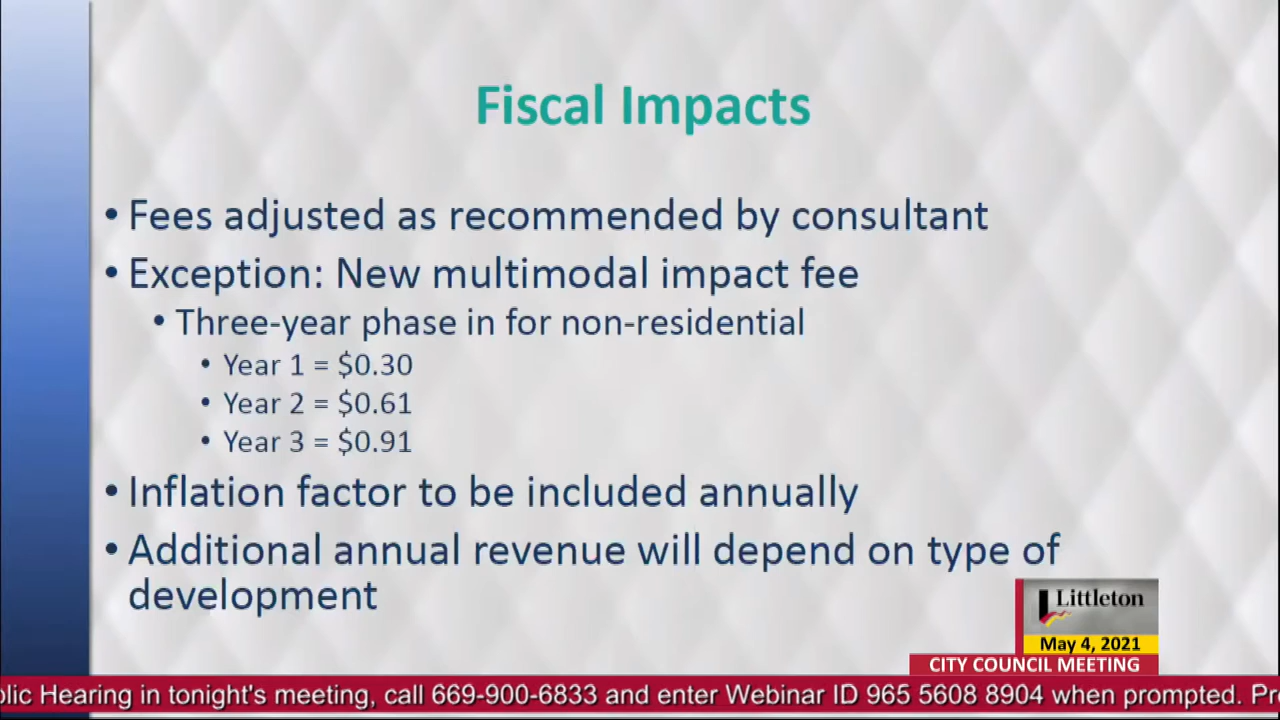 Fiscal Impacts
• Fees adjusted as recommended by consultant
• Exception: New multimodal impact fee
• Three-year phase in for non-residential
• Year 1 = $0.30
• Year 2 = $0.61
• Year 3 = $0.91
• Inflation factor to be included annually
• Additional annual revenue will depend on type of
development
Littleton
May 4, 2021
CITY COUNCIL MEETING
Hearing in tonight's meeting, call 669-900-6833 and enter Webinar ID 965 5608 8904 when prompted.